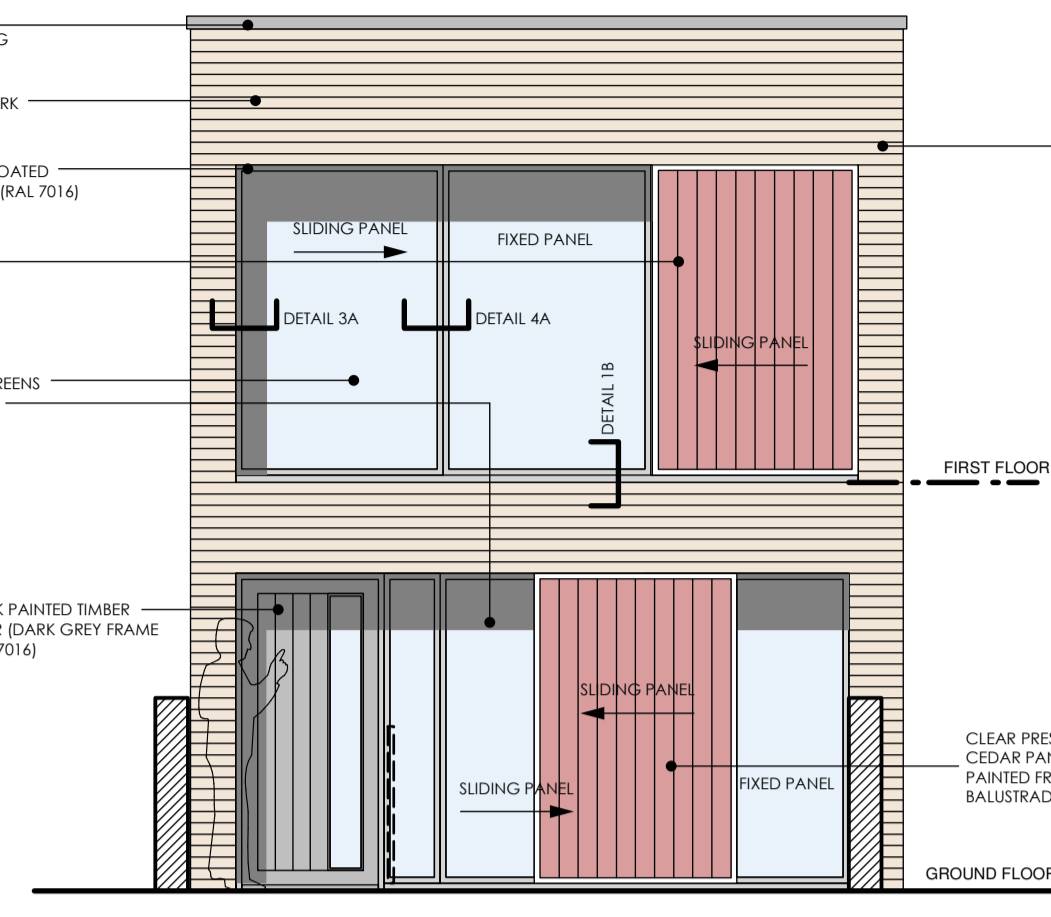 G
RK
OATED
(RAL 7016)
SLIDING PANEL
FIXED PANEL
DETAIL 3A
DETAIL 4A
SLIDING PANEL
REENS
DETAIL 1B
FIRST FLOOR
K PAINTED TIMBER
R (DARK GREY FRAME
7016)
SLIDING PANEL
SLIDING PANEL
FIXED PANEL
CLEAR PRES
CEDAR PAN
PAINTED FR
BALUSTRAD
GROUND FLOOR